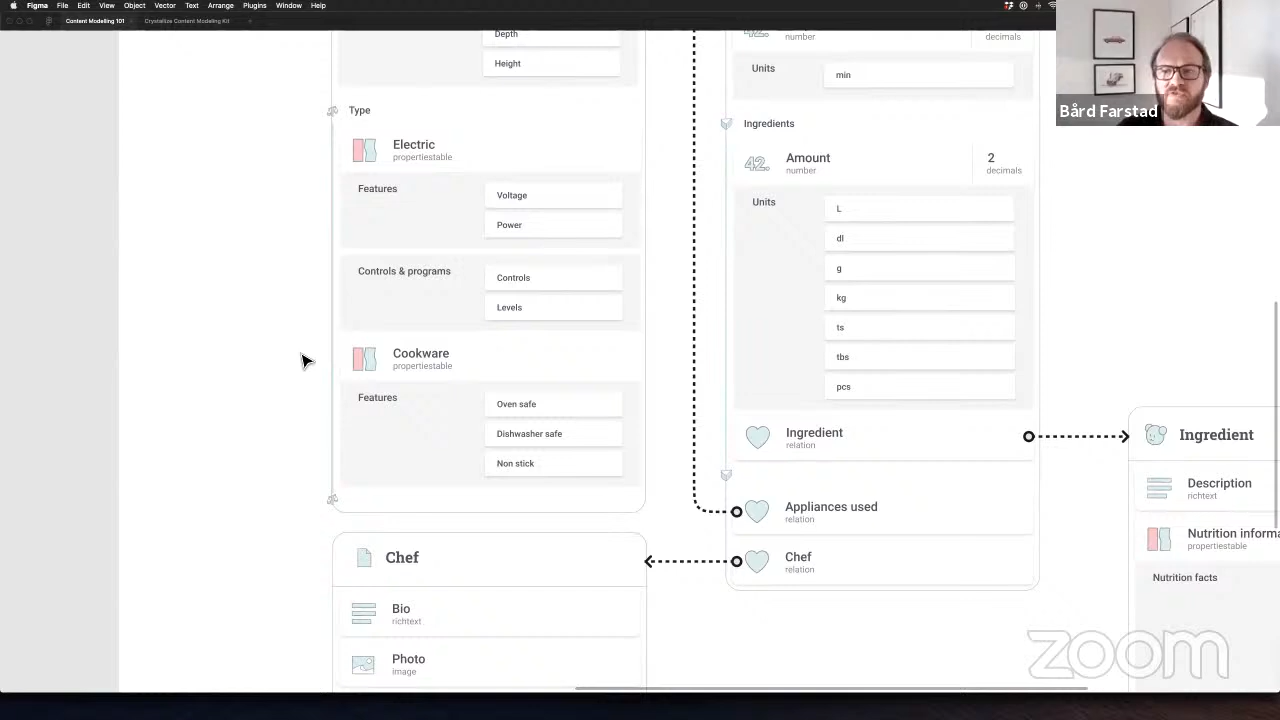 Figma File Edit View Object Vector Text Arrange Plugins Window Help
Content Modelling 101
Crystallize Content Modeling Kit
Bård Farstad
Depth
Height
Type
Electric
propertiestable
Features
Voltage
Power
Controls & programs
Controls
Levels
Cookware
propertiestable
Features
Oven safe
Dishwasher safe
Non stick
Chef
Bio
richtext
Photo
image
42.
number
decimals
Units
min
Ingredients
42.
Amount
number
2
decimals
Units
L
dl
g
kg
ts
tbs
pcs
Ingredient
relation
Appliances used
relation
Chef
relation
Ingredient
Description
richtext
Nutrition informa
propertiestable
Nutrition facts
zoom